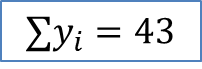 ∑yᵢ = 43